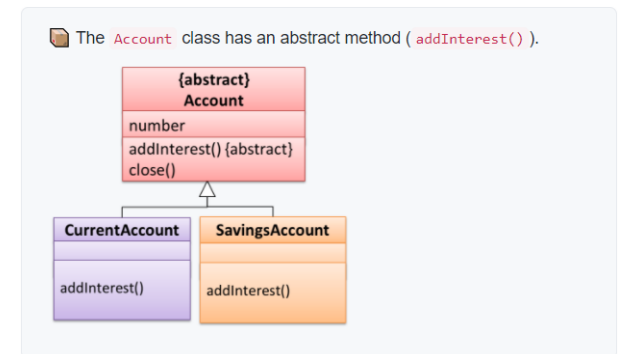 The Account class has an abstract method ( addInterest() ).
{abstract}
Account
number
addInterest() {abstract}
close()
CurrentAccount
addInterest()
SavingsAccount
addInterest()